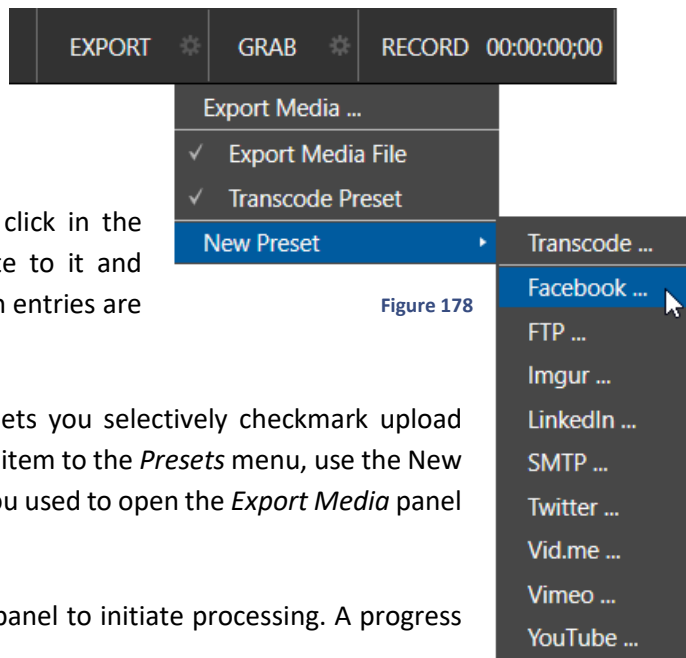 EXPORT GRAB RECORD 00:00:00;00
Export Media ...
✓ Export Media File
✓ Transcode Preset
New Preset
Transcode ...
Facebook ...
FTP ...
Imgur ...
LinkedIn ...
SMTP ...
Twitter ...
Vid.me ...
Vimeo ...
YouTube ...
click in the
to it and
entries are
Figure 178
ets you selectively checkmark upload
item to the Presets menu, use the New
ou used to open the Export Media panel
panel to initiate processing. A progress